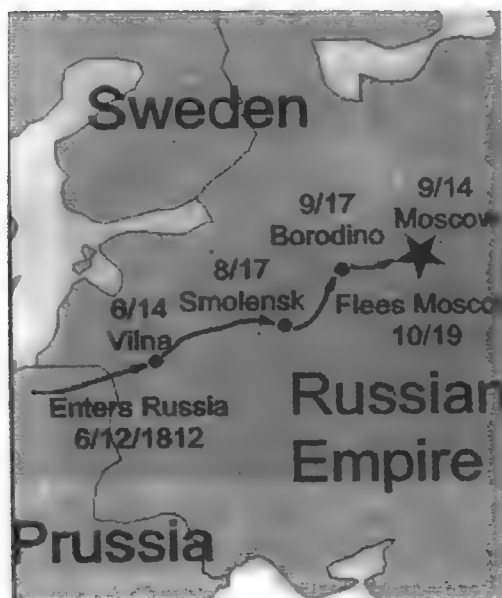 Sweden
9/17
Borodino
9/14
Moscow
8/17
Smolensk
6/14
Vilna
Flees Mosco
10/19
Enters Russia
6/12/1812
Russian
Empire
Prussia